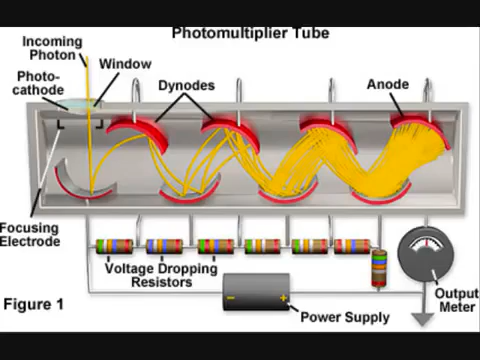 Photomultiplier Tube
Incoming
Photon
Photo-
cathode
Window
Dynodes
Anode
Focusing
Electrode
Voltage Dropping
Resistors
Output
Meter
Figure 1
Power Supply